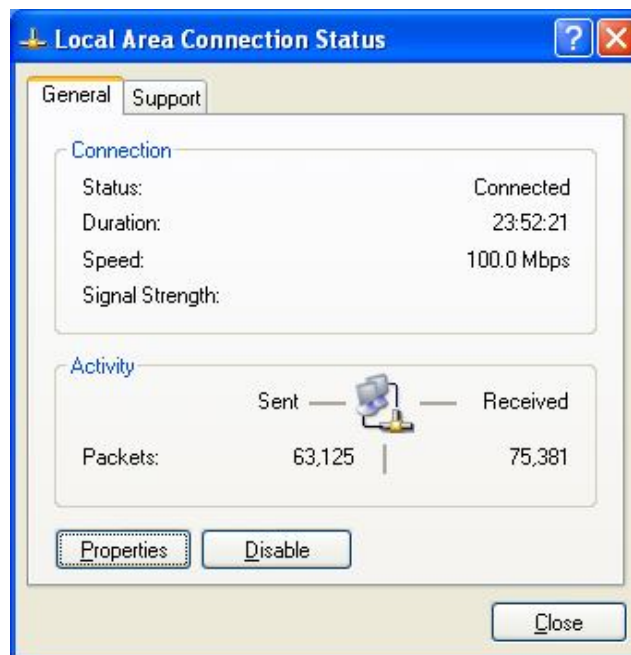 Local Area Connection Status
General Support
Connection
Status: Connected
Duration: 23:52:21
Speed: 100.0 Mbps
Signal Strength:
Activity
Sent Received
Packets: 63,125 75,381
Properties Disable
Close